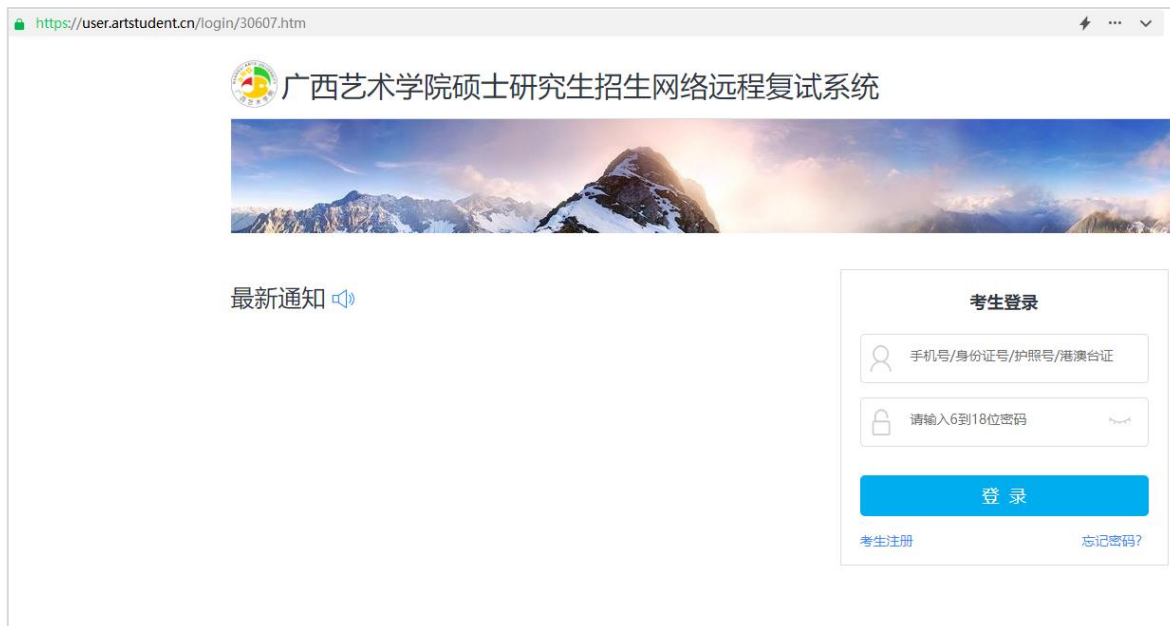 https://user.artstudent.cn/login/30607.htm
广西艺术学院硕士研究生招生网络远程复试系统
最新通知
考生登录
手机号/身份证号/护照号/港澳台证
请输入6到18位密码
登 录
考生注册
忘记密码?